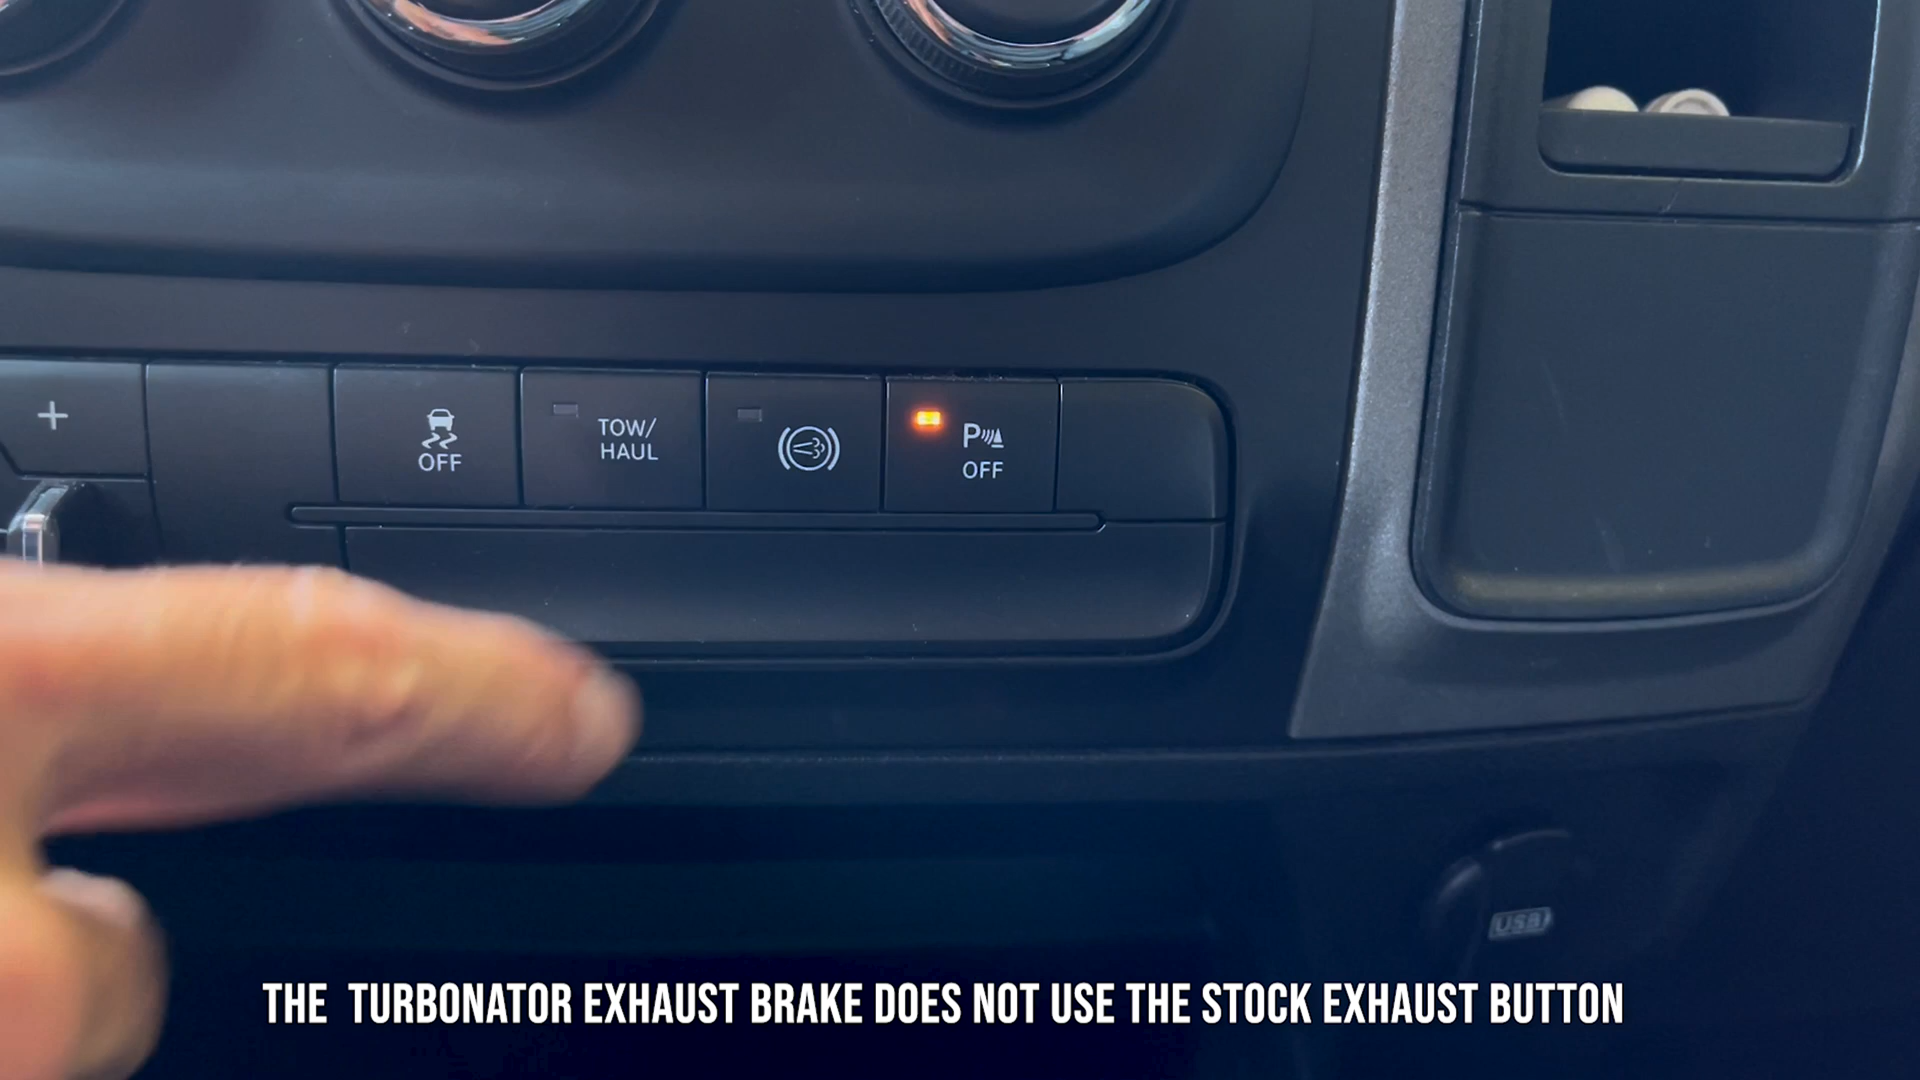 +
OFF
TOW/
HAUL
P
OFF
USB
THE TURBONATOR EXHAUST BRAKE DOES NOT USE THE STOCK EXHAUST BUTTON